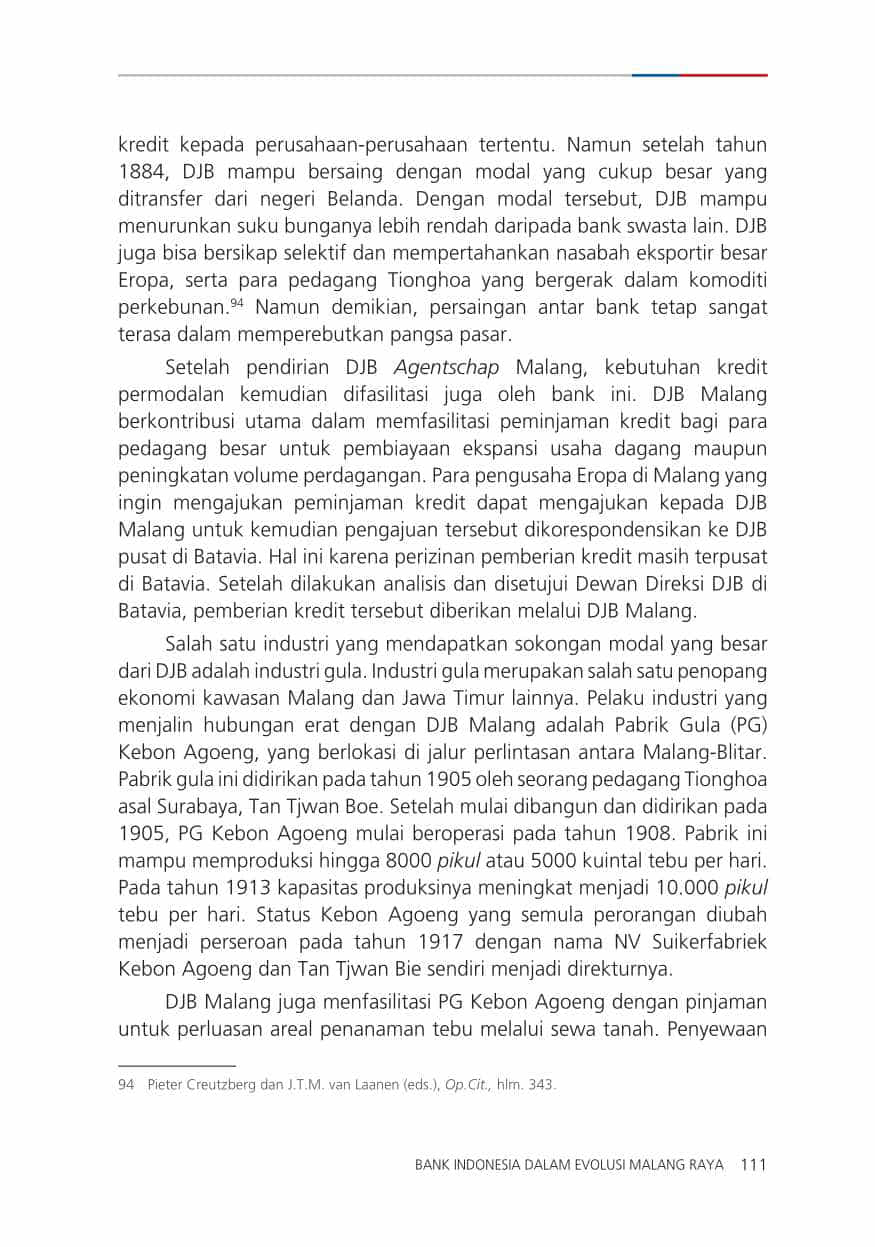 kredit kepada perusahaan-perusahaan tertentu. Namun setelah tahun
1884, DJB mampu bersaing dengan modal yang cukup besar yang
ditransfer dari negeri Belanda. Dengan modal tersebut, DJB mampu
menurunkan suku bunganya lebih rendah daripada bank swasta lain. DJB
juga bisa bersikap selektif dan mempertahankan nasabah eksportir besar
Eropa, serta para pedagang Tionghoa yang bergerak dalam komoditi
perkebunan.94 Namun demikian, persaingan antar bank tetap sangat
terasa dalam memperebutkan pangsa pasar.
Setelah pendirian DJB Agentschap Malang, kebutuhan kredit
permodalan kemudian difasilitasi juga oleh bank ini. DJB Malang
berkontribusi utama dalam memfasilitasi peminjaman kredit bagi para
pedagang besar untuk pembiayaan ekspansi usaha dagang maupun
peningkatan volume perdagangan. Para pengusaha Eropa di Malang yang
ingin mengajukan peminjaman kredit dapat mengajukan kepada DJB
Malang untuk kemudian pengajuan tersebut dikorespondensikan ke DJB
pusat di Batavia. Hal ini karena perizinan pemberian kredit masih terpusat
di Batavia. Setelah dilakukan analisis dan disetujui Dewan Direksi DJB di
Batavia, pemberian kredit tersebut diberikan melalui DJB Malang.
Salah satu industri yang mendapatkan sokongan modal yang besar
dari DJB adalah industri gula. Industri gula merupakan salah satu penopang
ekonomi kawasan Malang dan Jawa Timur lainnya. Pelaku industri yang
menjalin hubungan erat dengan DJB Malang adalah Pabrik Gula (PG)
Kebon Agoeng, yang berlokasi di jalur perlintasan antara Malang-Blitar.
Pabrik gula ini didirikan pada tahun 1905 oleh seorang pedagang Tionghoa
asal Surabaya, Tan Tjwan Boe. Setelah mulai dibangun dan didirikan pada
1905, PG Kebon Agoeng mulai beroperasi pada tahun 1908. Pabrik ini
mampu memproduksi hingga 8000 pikul atau 5000 kuintal tebu per hari.
Pada tahun 1913 kapasitas produksinya meningkat menjadi 10.000 pikul
tebu per hari. Status Kebon Agoeng yang semula perorangan diubah
menjadi perseroan pada tahun 1917 dengan nama NV Suikerfabriek
Kebon Agoeng dan Tan Tjwan Bie sendiri menjadi direkturnya.
DJB Malang juga menfasilitasi PG Kebon Agoeng dengan pinjaman
untuk perluasan areal penanaman tebu melalui sewa tanah. Penyewaan
94 Pieter Creutzberg dan J.T.M. van Laanen (eds.), Op.Cit., hlm. 343.
BANK INDONESIA DALAM EVOLUSI MALANG RAYA 111